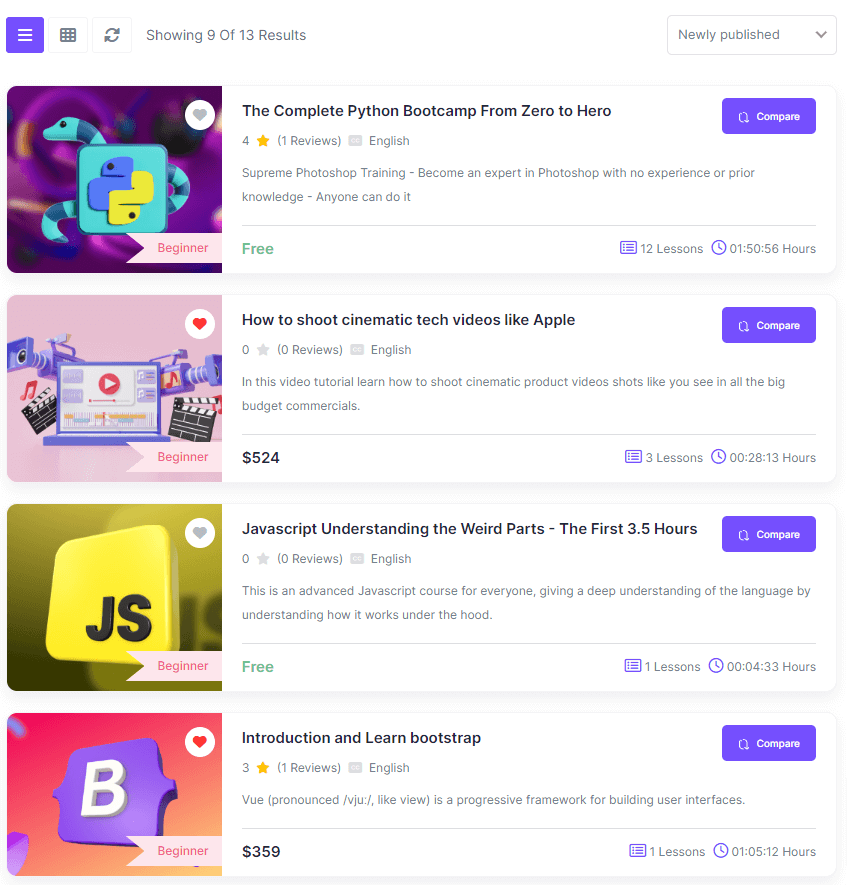 Showing 9 Of 13 Results
Newly published
The Complete Python Bootcamp From Zero to Hero
Compare
4 (1 Reviews) CC English
Supreme Photoshop Training - Become an expert in Photoshop with no experience or prior
knowledge - Anyone can do it
Beginner
Free
12 Lessons 01:50:56 Hours
How to shoot cinematic tech videos like Apple
Compare
0 (0 Reviews) CC English
In this video tutorial learn how to shoot cinematic product videos shots like you see in all the big
budget commercials.
Beginner
$524
3 Lessons 00:28:13 Hours
Javascript Understanding the Weird Parts - The First 3.5 Hours
Compare
0 (0 Reviews) CC English
This is an advanced Javascript course for everyone, giving a deep understanding of the language by
understanding how it works under the hood.
JS
Beginner
Free
1 Lessons 00:04:33 Hours
Introduction and Learn bootstrap
Compare
3 (1 Reviews) CC English
Vue (pronounced /vjuː/, like view) is a progressive framework for building user interfaces.
B
Beginner
$359
1 Lessons 01:05:12 Hours